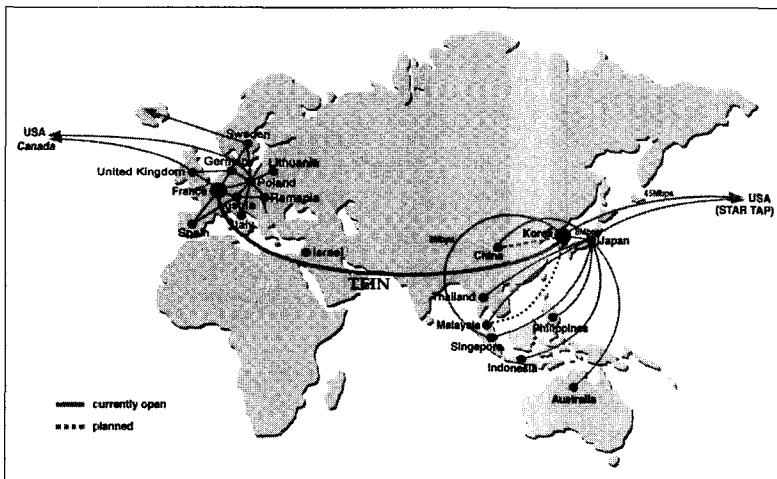 USA
Canada
Sweden
Germany
Lithuania
United Kingdom
Poland
France
Romania
Italy
Spain
Israel
TEIN
45Mbps
USA
(STAR TAP)
Korea
Japan
China
Thailand
Malaysia
Philippines
Singapore
Indonesia
Australia
currently open
planned